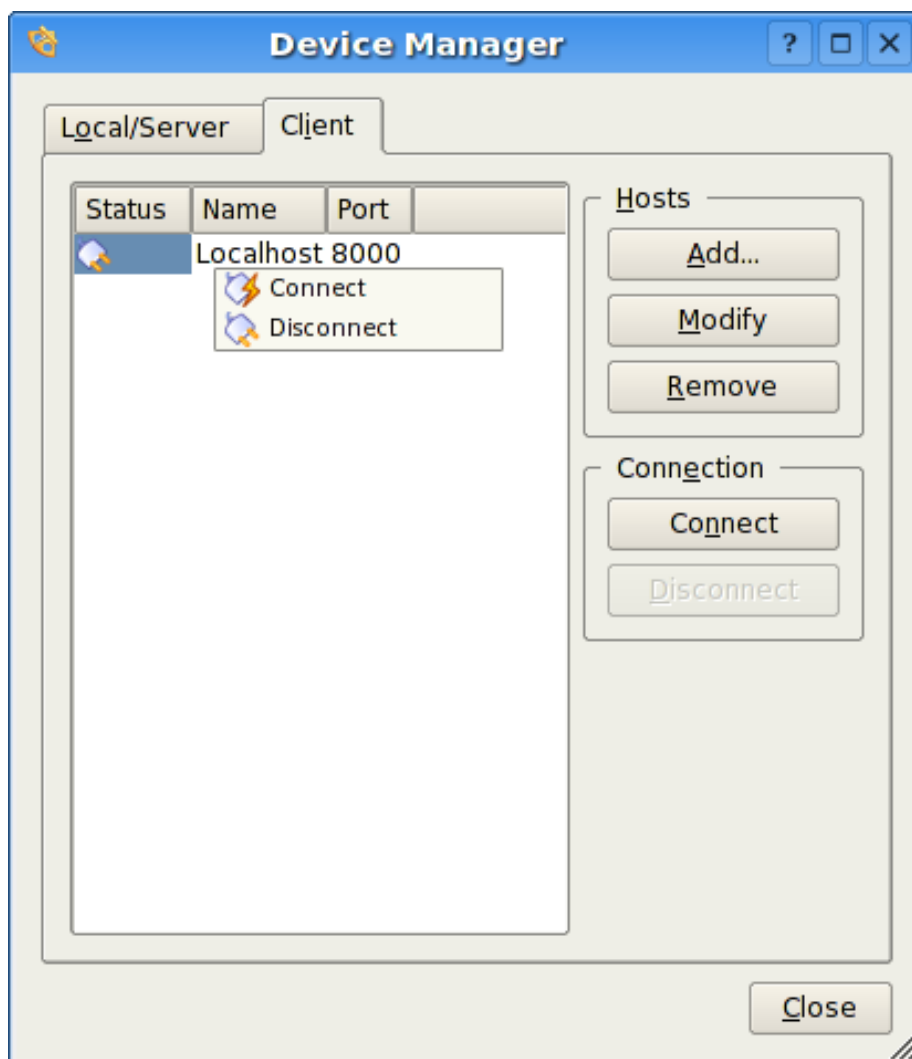 Device Manager
Local/Server
Client
Status Name Port
Localhost 8000
Connect
Disconnect
Hosts
Add...
Modify
Remove
Connection
Connect
Disconnect
Close